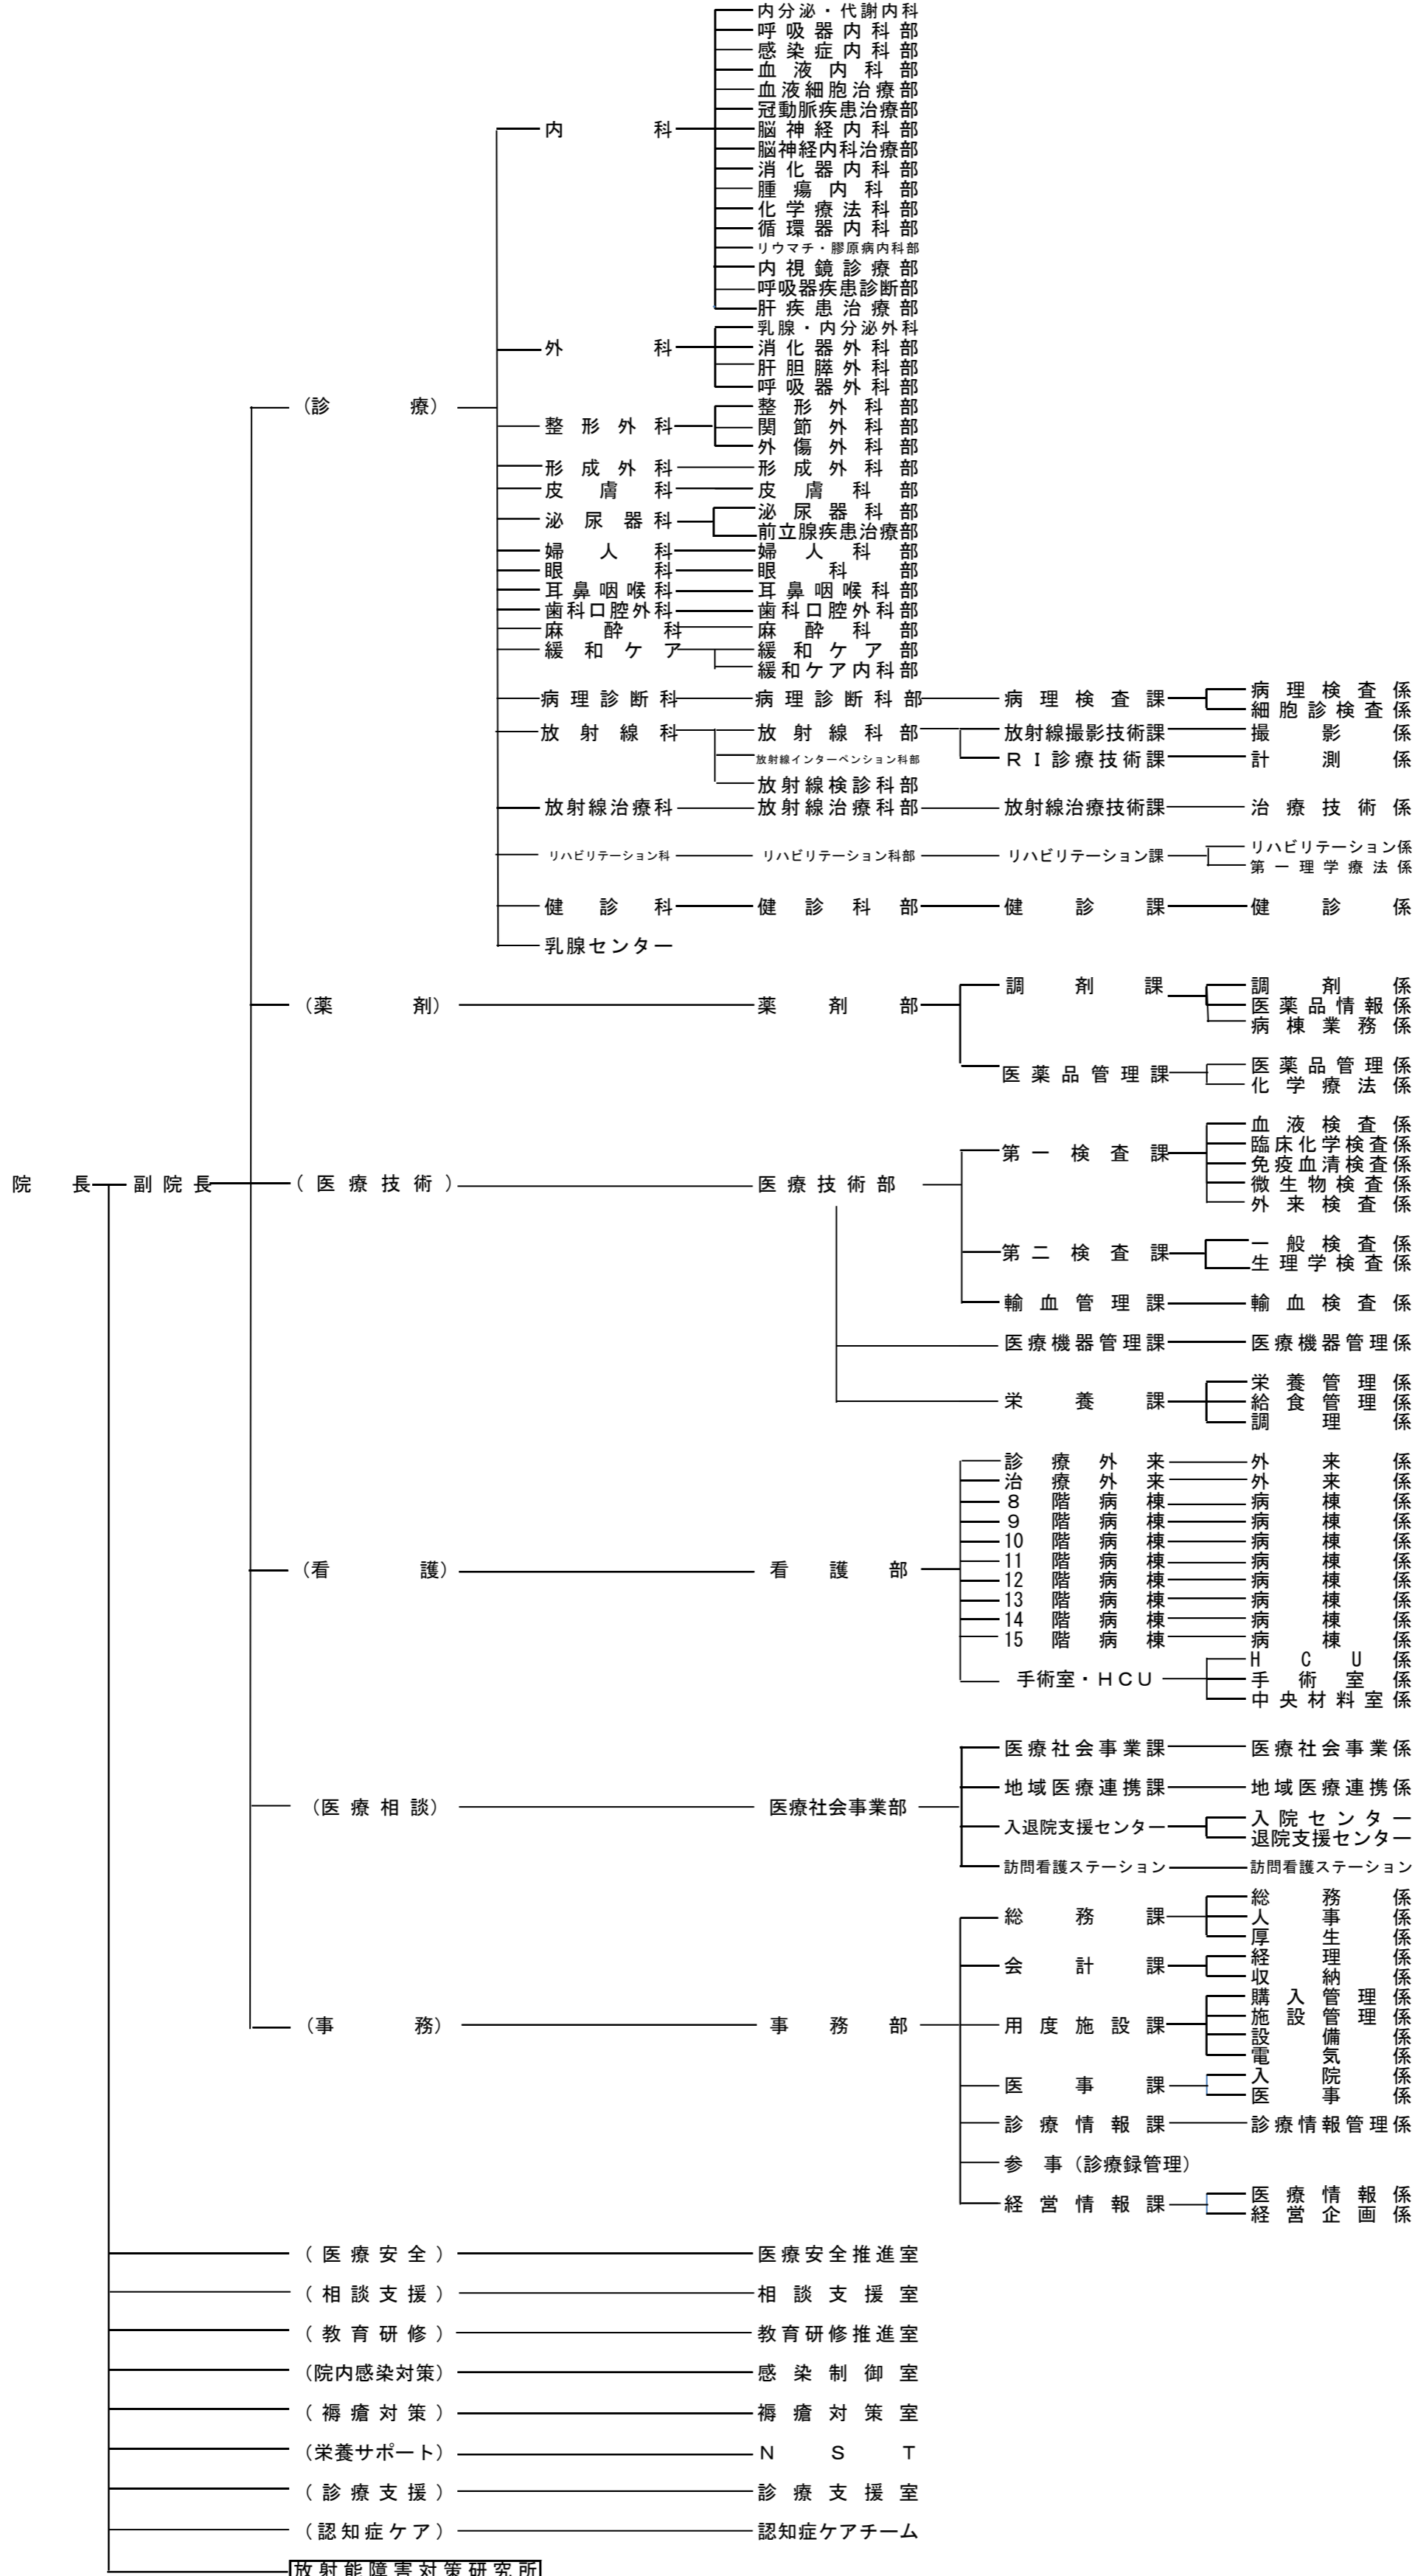 内分泌・代謝内科
呼吸器内科部
感染症内科部
血液内科部
血液細胞治療部
冠動脈疾患治療部
内科 脳神経内科部
脳神経内科治療部
消化器内科部
腫瘍内科部
化学療法科部
循環器内科部
リウマチ・膠原病内科部
内視鏡診療部
呼吸器疾患診断部
肝疾患治療部
乳腺・内分泌外科
外科 消化器外科部
肝胆膵外科部
呼吸器外科部
(診療) 整形外科部
整形外科 関節外科部
外傷外科部
形成外科 形成外科部
皮膚科 皮膚科部
泌尿器科 泌尿器科部
前立腺疾患治療部
婦人科 婦人科部
眼科 眼科部
耳鼻咽喉科 耳鼻咽喉科部
歯科口腔外科 歯科口腔外科部
麻酔科 麻酔科部
緩和ケア 緩和ケア部
緩和ケア内科部
病理診断科 病理診断科部 病理検査課 病理検査係
細胞診検査係
放射線科 放射線科部 放射線撮影技術課 撮影係
放射線インターベンション科部 RI診療技術課 計測係
放射線検診科部
放射線治療科 放射線治療科部 放射線治療技術課 治療技術係
リハビリテーション科 リハビリテーション科部 リハビリテーション課 リハビリテーション係
第一理学療法係
健診科 健診科部 健診課 健診係
乳腺センター
調剤課 調剤係
(薬剤) 薬剤部 医薬品情報係
病棟業務係
医薬品管理課 医薬品管理係
化学療法係
血液検査係
臨床化学検査係
第一検査課 免疫血清検査係
院長 副院長 (医療技術) 医療技術部 微生物検査係
外来検査係
第二検査課 一般検査係
生理学検査係
輸血管理課 輸血検査係
医療機器管理課 医療機器管理係
栄養管理係
栄養課 給食管理係
調理係
診療外来 外来係
治療外来 外来係
8階病棟 病棟係
9階病棟 病棟係
10階病棟 病棟係
11階病棟 病棟係
(看護) 看護部 12階病棟 病棟係
13階病棟 病棟係
14階病棟 病棟係
15階病棟 病棟係
HCU係
手術室・HCU 手術室係
中央材料室係
医療社会事業課 医療社会事業係
地域医療連携課 地域医療連携係
(医療相談) 医療社会事業部 入退院支援センター 入院センター
退院支援センター
訪問看護ステーション 訪問看護ステーション
総務係
総務課 人事係
厚生係
会計課 経理係
収納係
購入管理係
(事務) 事務部 用度施設課 施設管理係
設備係
電気係
医事課 入院係
医事係
診療情報課 診療情報管理係
参事(診療録管理)
経営情報課 医療情報係
経営企画係
(医療安全) 医療安全推進室
(相談支援) 相談支援室
(教育研修) 教育研修推進室
(院内感染対策) 感染制御室
(褥瘡対策) 褥瘡対策室
(栄養サポート) NST
(診療支援) 診療支援室
(認知症ケア) 認知症ケアチーム
放射能障害対策研究所